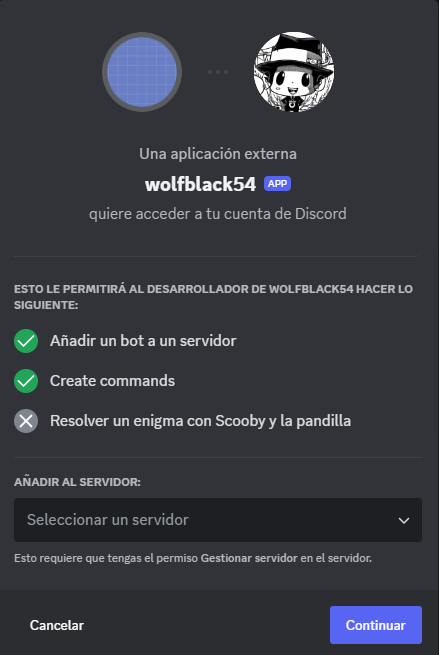 Una aplicación externa
wolfblack54 APP
quiere acceder a tu cuenta de Discord
ESTO LE PERMITIRÁ AL DESARROLLADOR DE WOLFBLACK54 HACER LO
SIGUIENTE:
Añadir un bot a un servidor
Create commands
Resolver un enigma con Scooby y la pandilla
AÑADIR AL SERVIDOR:
Seleccionar un servidor
Esto requiere que tengas el permiso Gestionar servidor en el servidor.
Cancelar
Continuar